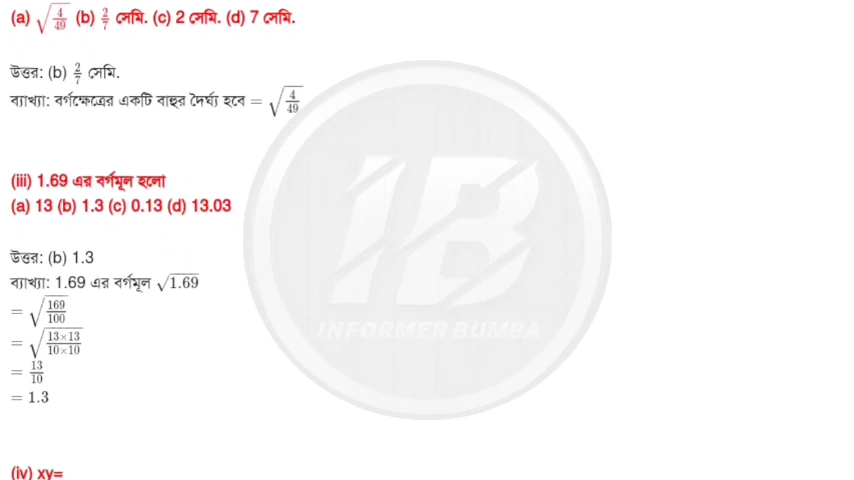 (a) √(4/49) (b) 2/7 সেমি. (c) 2 সেমি. (d) 7 সেমি.
উত্তর: (b) 2/7 সেমি.
ব্যাখ্যা: বর্গক্ষেত্রের একটি বাহুর দৈর্ঘ্য হবে = √(4/49)
(iii) 1.69 এর বর্গমূল হলো
(a) 13 (b) 1.3 (c) 0.13 (d) 13.03
উত্তর: (b) 1.3
ব্যাখ্যা: 1.69 এর বর্গমূল √1.69
= √(169/100)
= √(13×13/10×10)
= 13/10
= 1.3
IB
INFORMER BUMBA
(iv) xy=